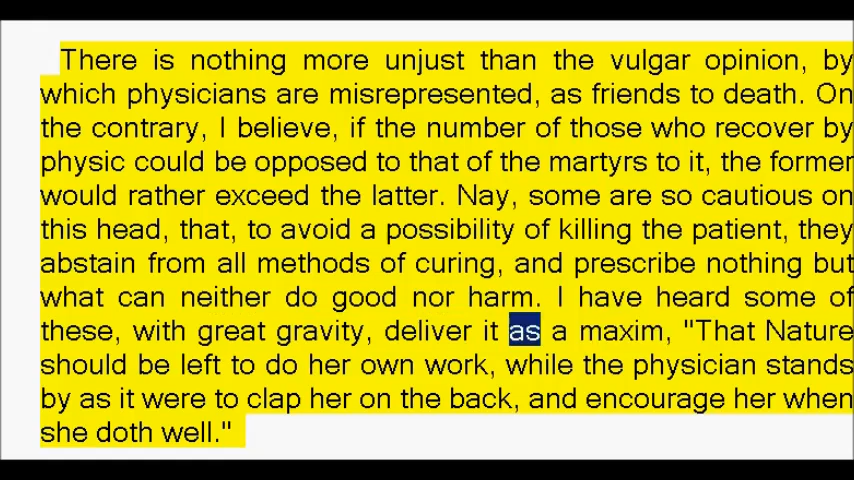 There is nothing more unjust than the vulgar opinion, by
which physicians are misrepresented, as friends to death. On
the contrary, I believe, if the number of those who recover by
physic could be opposed to that of the martyrs to it, the former
would rather exceed the latter. Nay, some are so cautious on
this head, that, to avoid a possibility of killing the patient, they
abstain from all methods of curing, and prescribe nothing but
what can neither do good nor harm. I have heard some of
these, with great gravity, deliver it as a maxim, "That Nature
should be left to do her own work, while the physician stands
by as it were to clap her on the back, and encourage her when
she doth well."